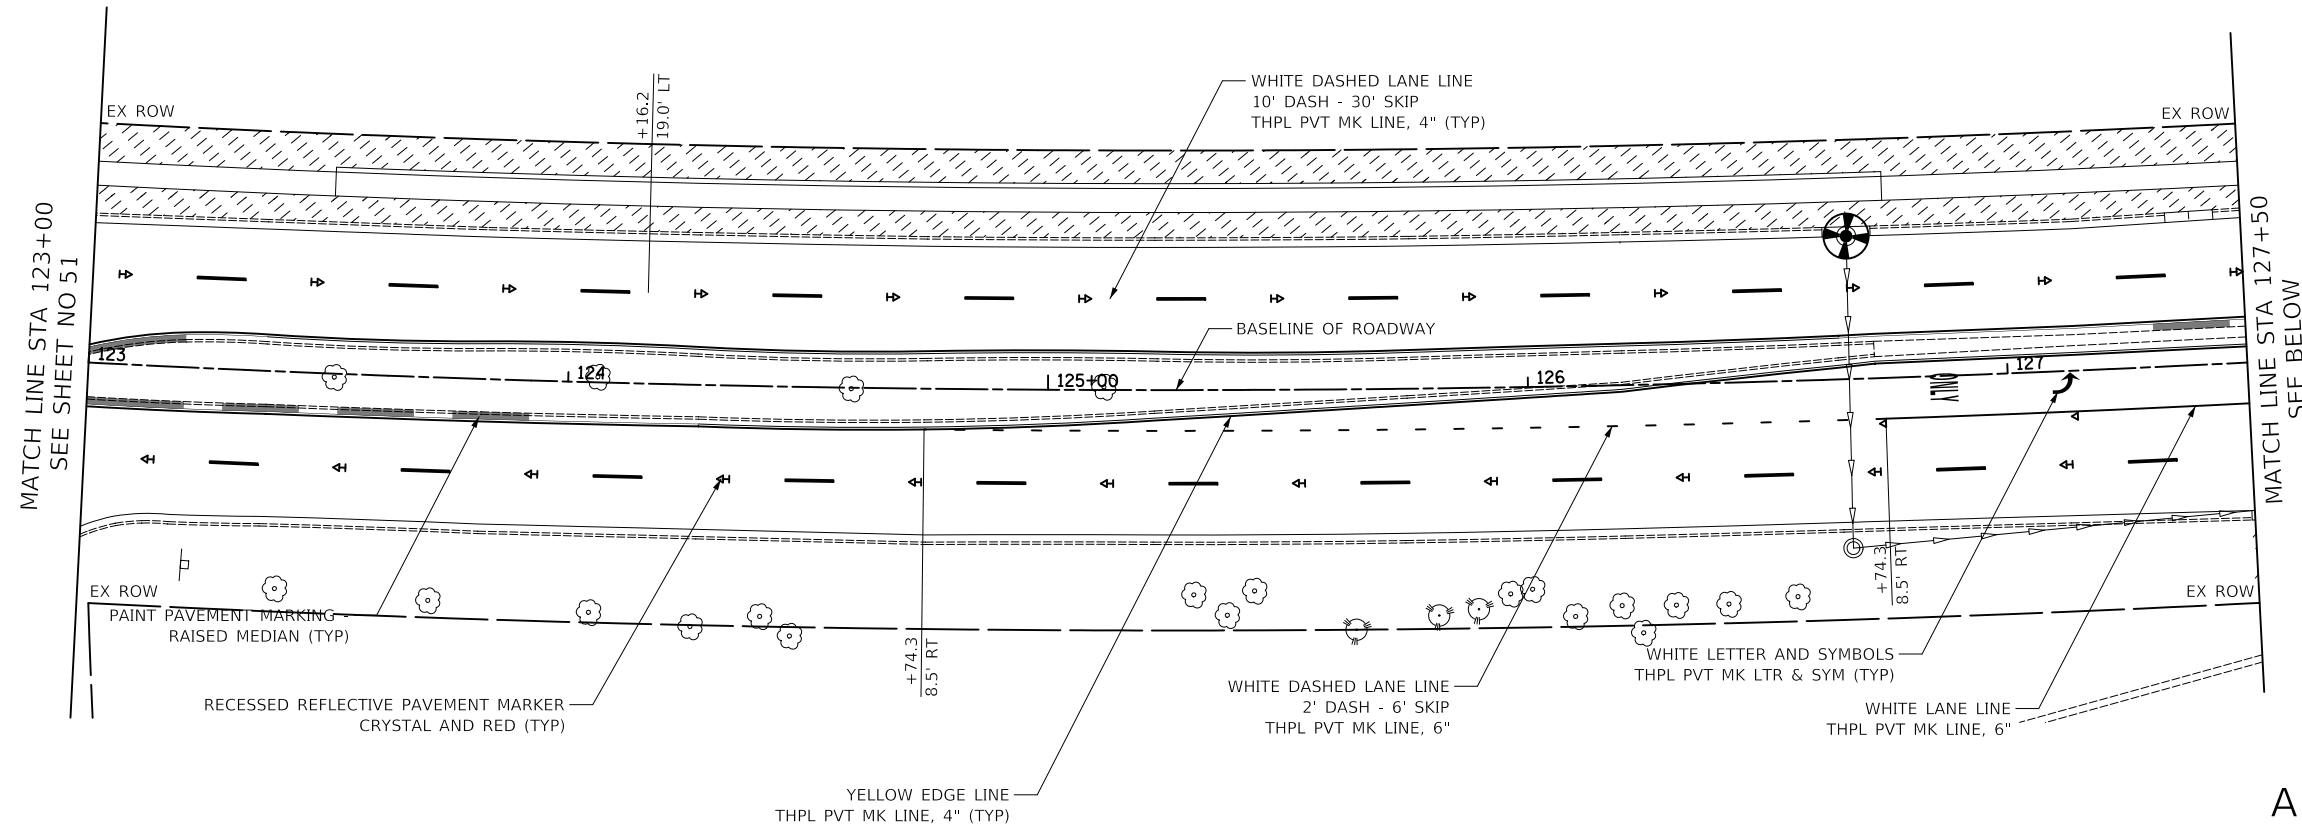 EX ROW
+16.2
19.0' LT
WHITE DASHED LANE LINE
10' DASH - 30' SKIP
THPL PVT MK LINE, 4" (TYP)
EX ROW
MATCH LINE STA 123+00
SEE SHEET NO 51
BASELINE OF ROADWAY
123
124
125+00
126
127
ONLY
MATCH LINE STA 127+50
SEE BELOW
EX ROW
PAINT PAVEMENT MARKING -
RAISED MEDIAN (TYP)
+74.3
8.5' RT
+74.3
8.5' RT
EX ROW
RECESSED REFLECTIVE PAVEMENT MARKER
CRYSTAL AND RED (TYP)
YELLOW EDGE LINE
THPL PVT MK LINE, 4" (TYP)
WHITE DASHED LANE LINE
2' DASH - 6' SKIP
THPL PVT MK LINE, 6"
WHITE LETTER AND SYMBOLS
THPL PVT MK LTR & SYM (TYP)
WHITE LANE LINE
THPL PVT MK LINE, 6"
A